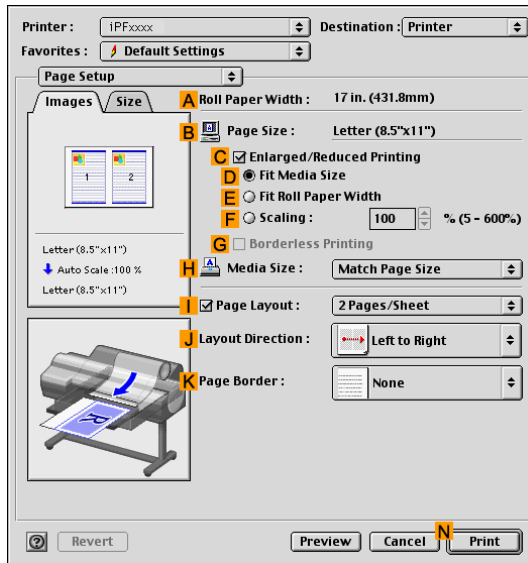 Printer : iPFxxxx Destination : Printer
Favorites : Default Settings
Page Setup
Images Size
A Roll Paper Width : 17 in. (431.8mm)
B Page Size : Letter (8.5"x11")
C Enlarged/Reduced Printing
D Fit Media Size
E Fit Roll Paper Width
F Scaling : 100 % (5 - 600%)
G Borderless Printing
1 2
Letter (8.5"x11")
Auto Scale :100 %
Letter (8.5"x11")
H Media Size : Match Page Size
I Page Layout : 2 Pages/Sheet
J Layout Direction : Left to Right
K Page Border : None
R
? Revert Preview Cancel N Print